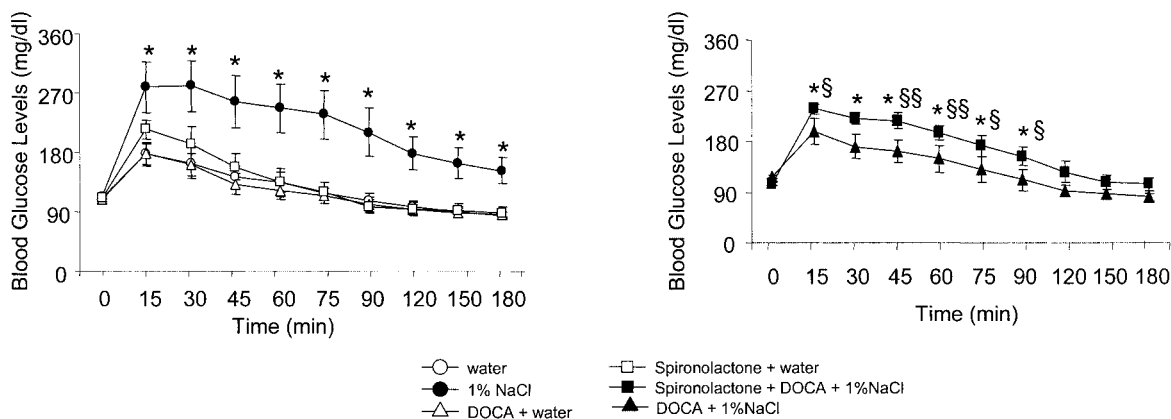 Blood Glucose Levels (mg/dl)
360
270
180
90
0
* * * * * * * * *
0 15 30 45 60 75 90 120 150 180
Time (min)
Blood Glucose Levels (mg/dl)
360
270
180
90
0
*§ * *§§ *§§ *§ *§
0 15 30 45 60 75 90 120 150 180
Time (min)
water
1% NaCl
DOCA + water
Spironolactone + water
Spironolactone + DOCA + 1%NaCl
DOCA + 1%NaCl